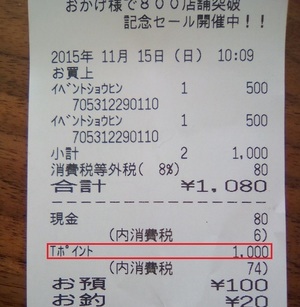 おかげ様で８００店舗突破
記念セール開催中！！
2015年 11月 15日（日） 10:09
お買上
ｲﾍﾞﾝﾄｼｮｳﾋﾝ 1 500
705312290110
ｲﾍﾞﾝﾄｼｮｳﾋﾝ 1 500
705312290110
小計 2 1,000
消費税等外税( 8%) 80
合計 ¥1,080
現金 80
(内消費税 6)
Tﾎﾟｲﾝﾄ 1,000
(内消費税 74)
お預 ¥100
お釣 ¥20